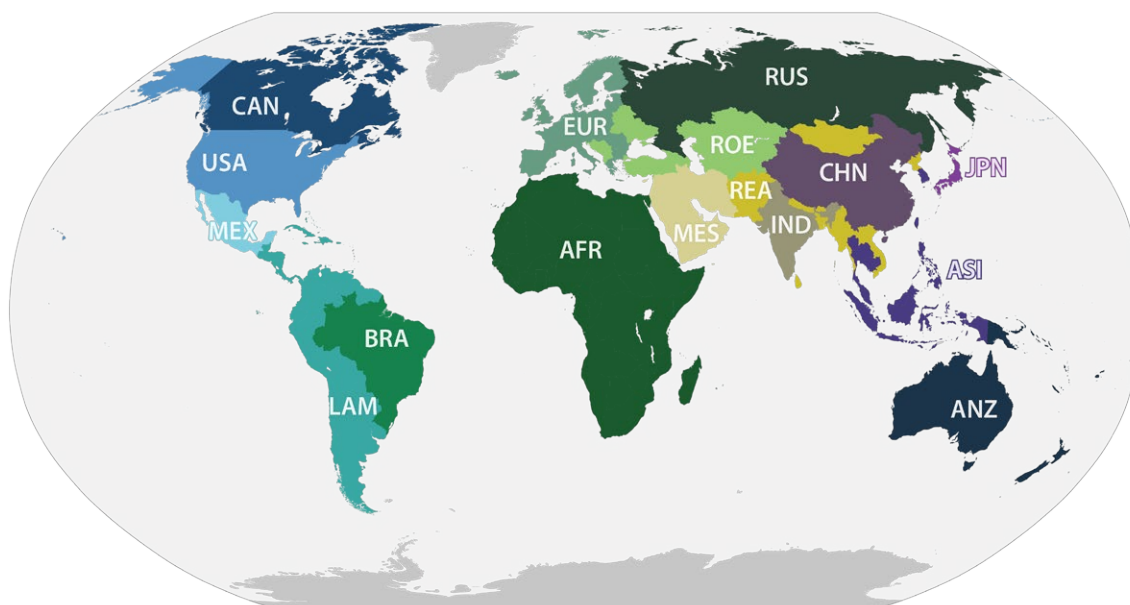 RUS
CAN
EUR
ROE
USA
CHN
JPN
REA
MEX
MES
IND
AFR
ASI
BRA
LAM
ANZ